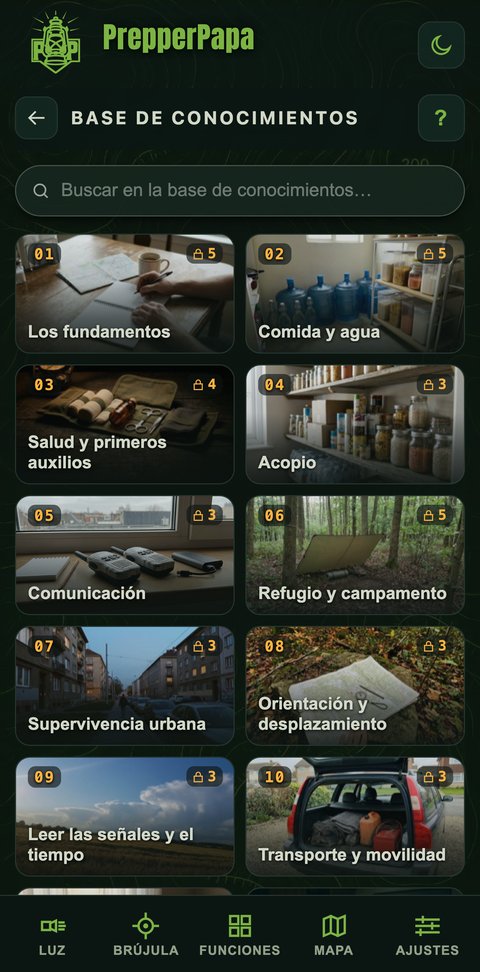 PrepperPapa
BASE DE CONOCIMIENTOS
?
Buscar en la base de conocimientos…
01
5
Los fundamentos
02
5
Comida y agua
03
4
Salud y primeros
auxilios
04
3
Acopio
05
3
Comunicación
06
5
Refugio y campamento
07
3
Supervivencia urbana
08
3
Orientación y
desplazamiento
09
3
Leer las señales y el
tiempo
10
3
Transporte y movilidad
LUZ
BRÚJULA
FUNCIONES
MAPA
AJUSTES